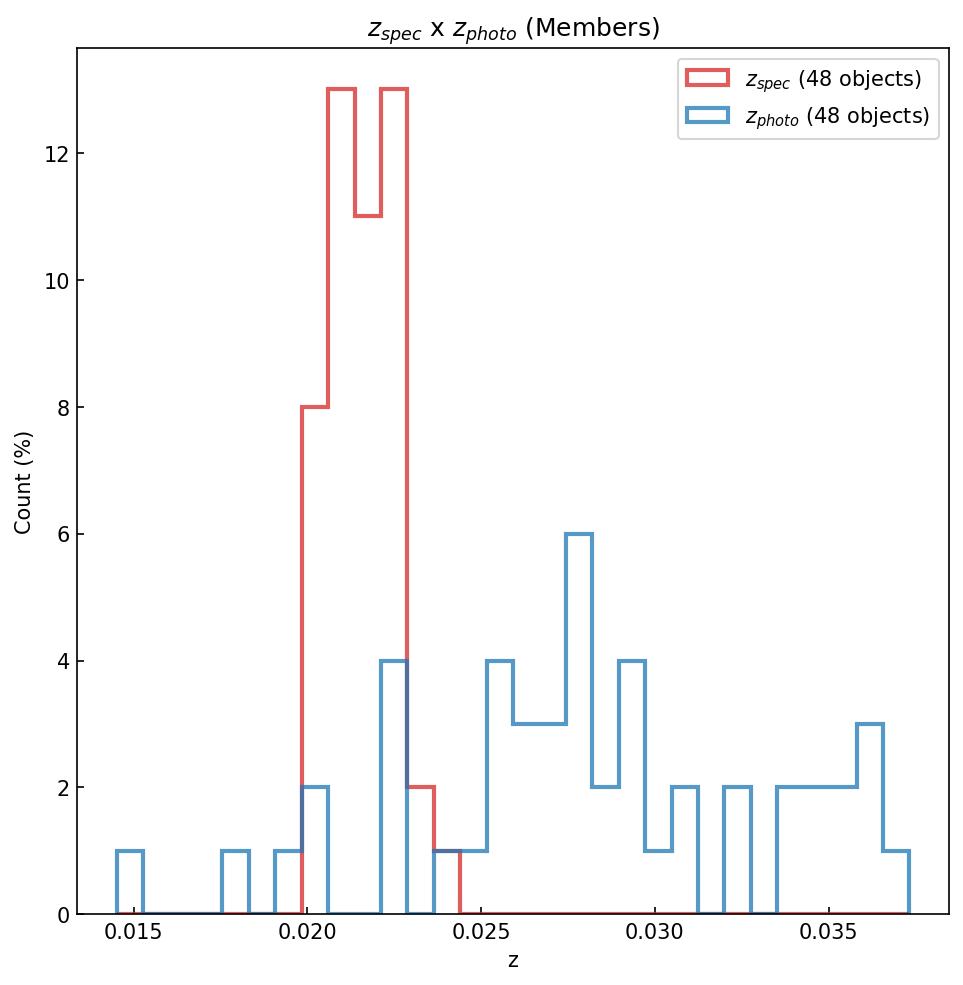 z_spec x z_photo (Members)
z_spec (48 objects)
z_photo (48 objects)
Count (%)
12
10
8
6
4
2
0
0.015 0.020 0.025 0.030 0.035
z